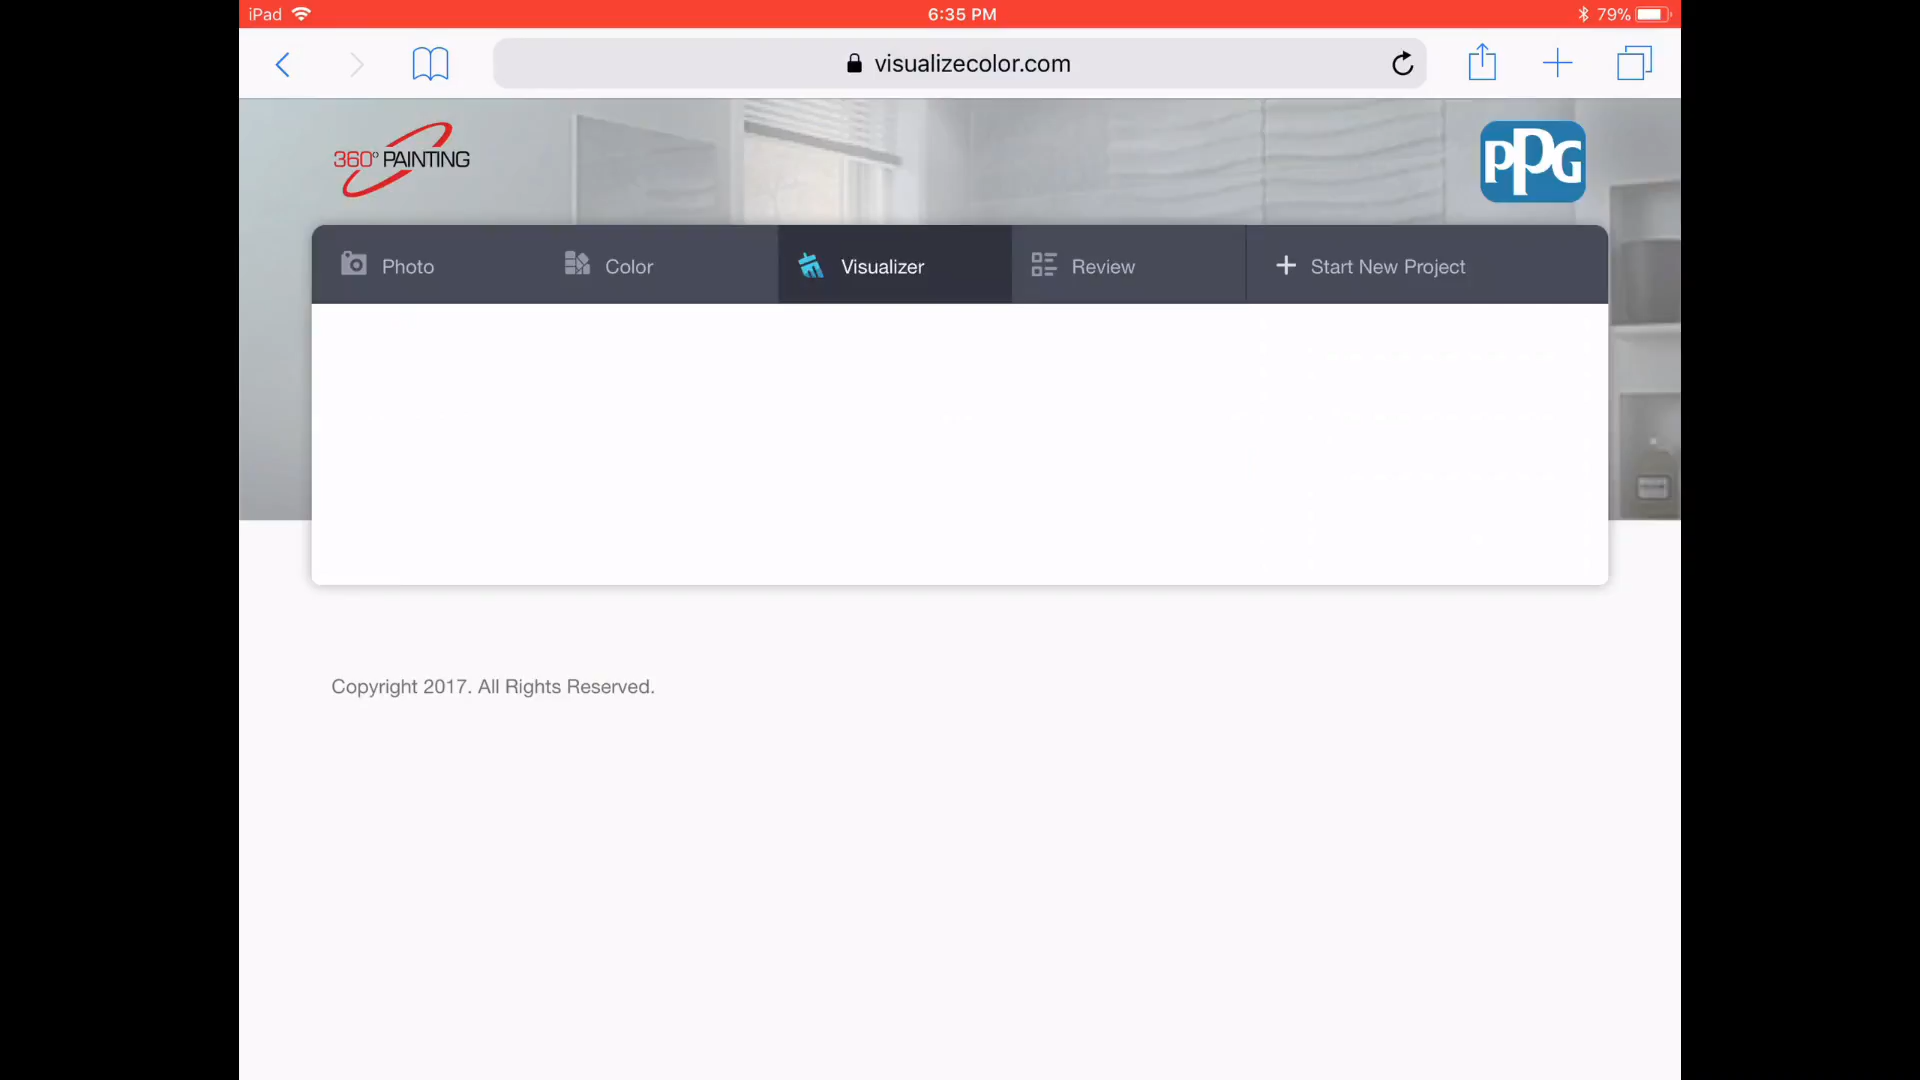 iPad
6:35 PM
79%
visualizecolor.com
360° PAINTING
PPG
Photo
Color
Visualizer
Review
Start New Project
Copyright 2017. All Rights Reserved.